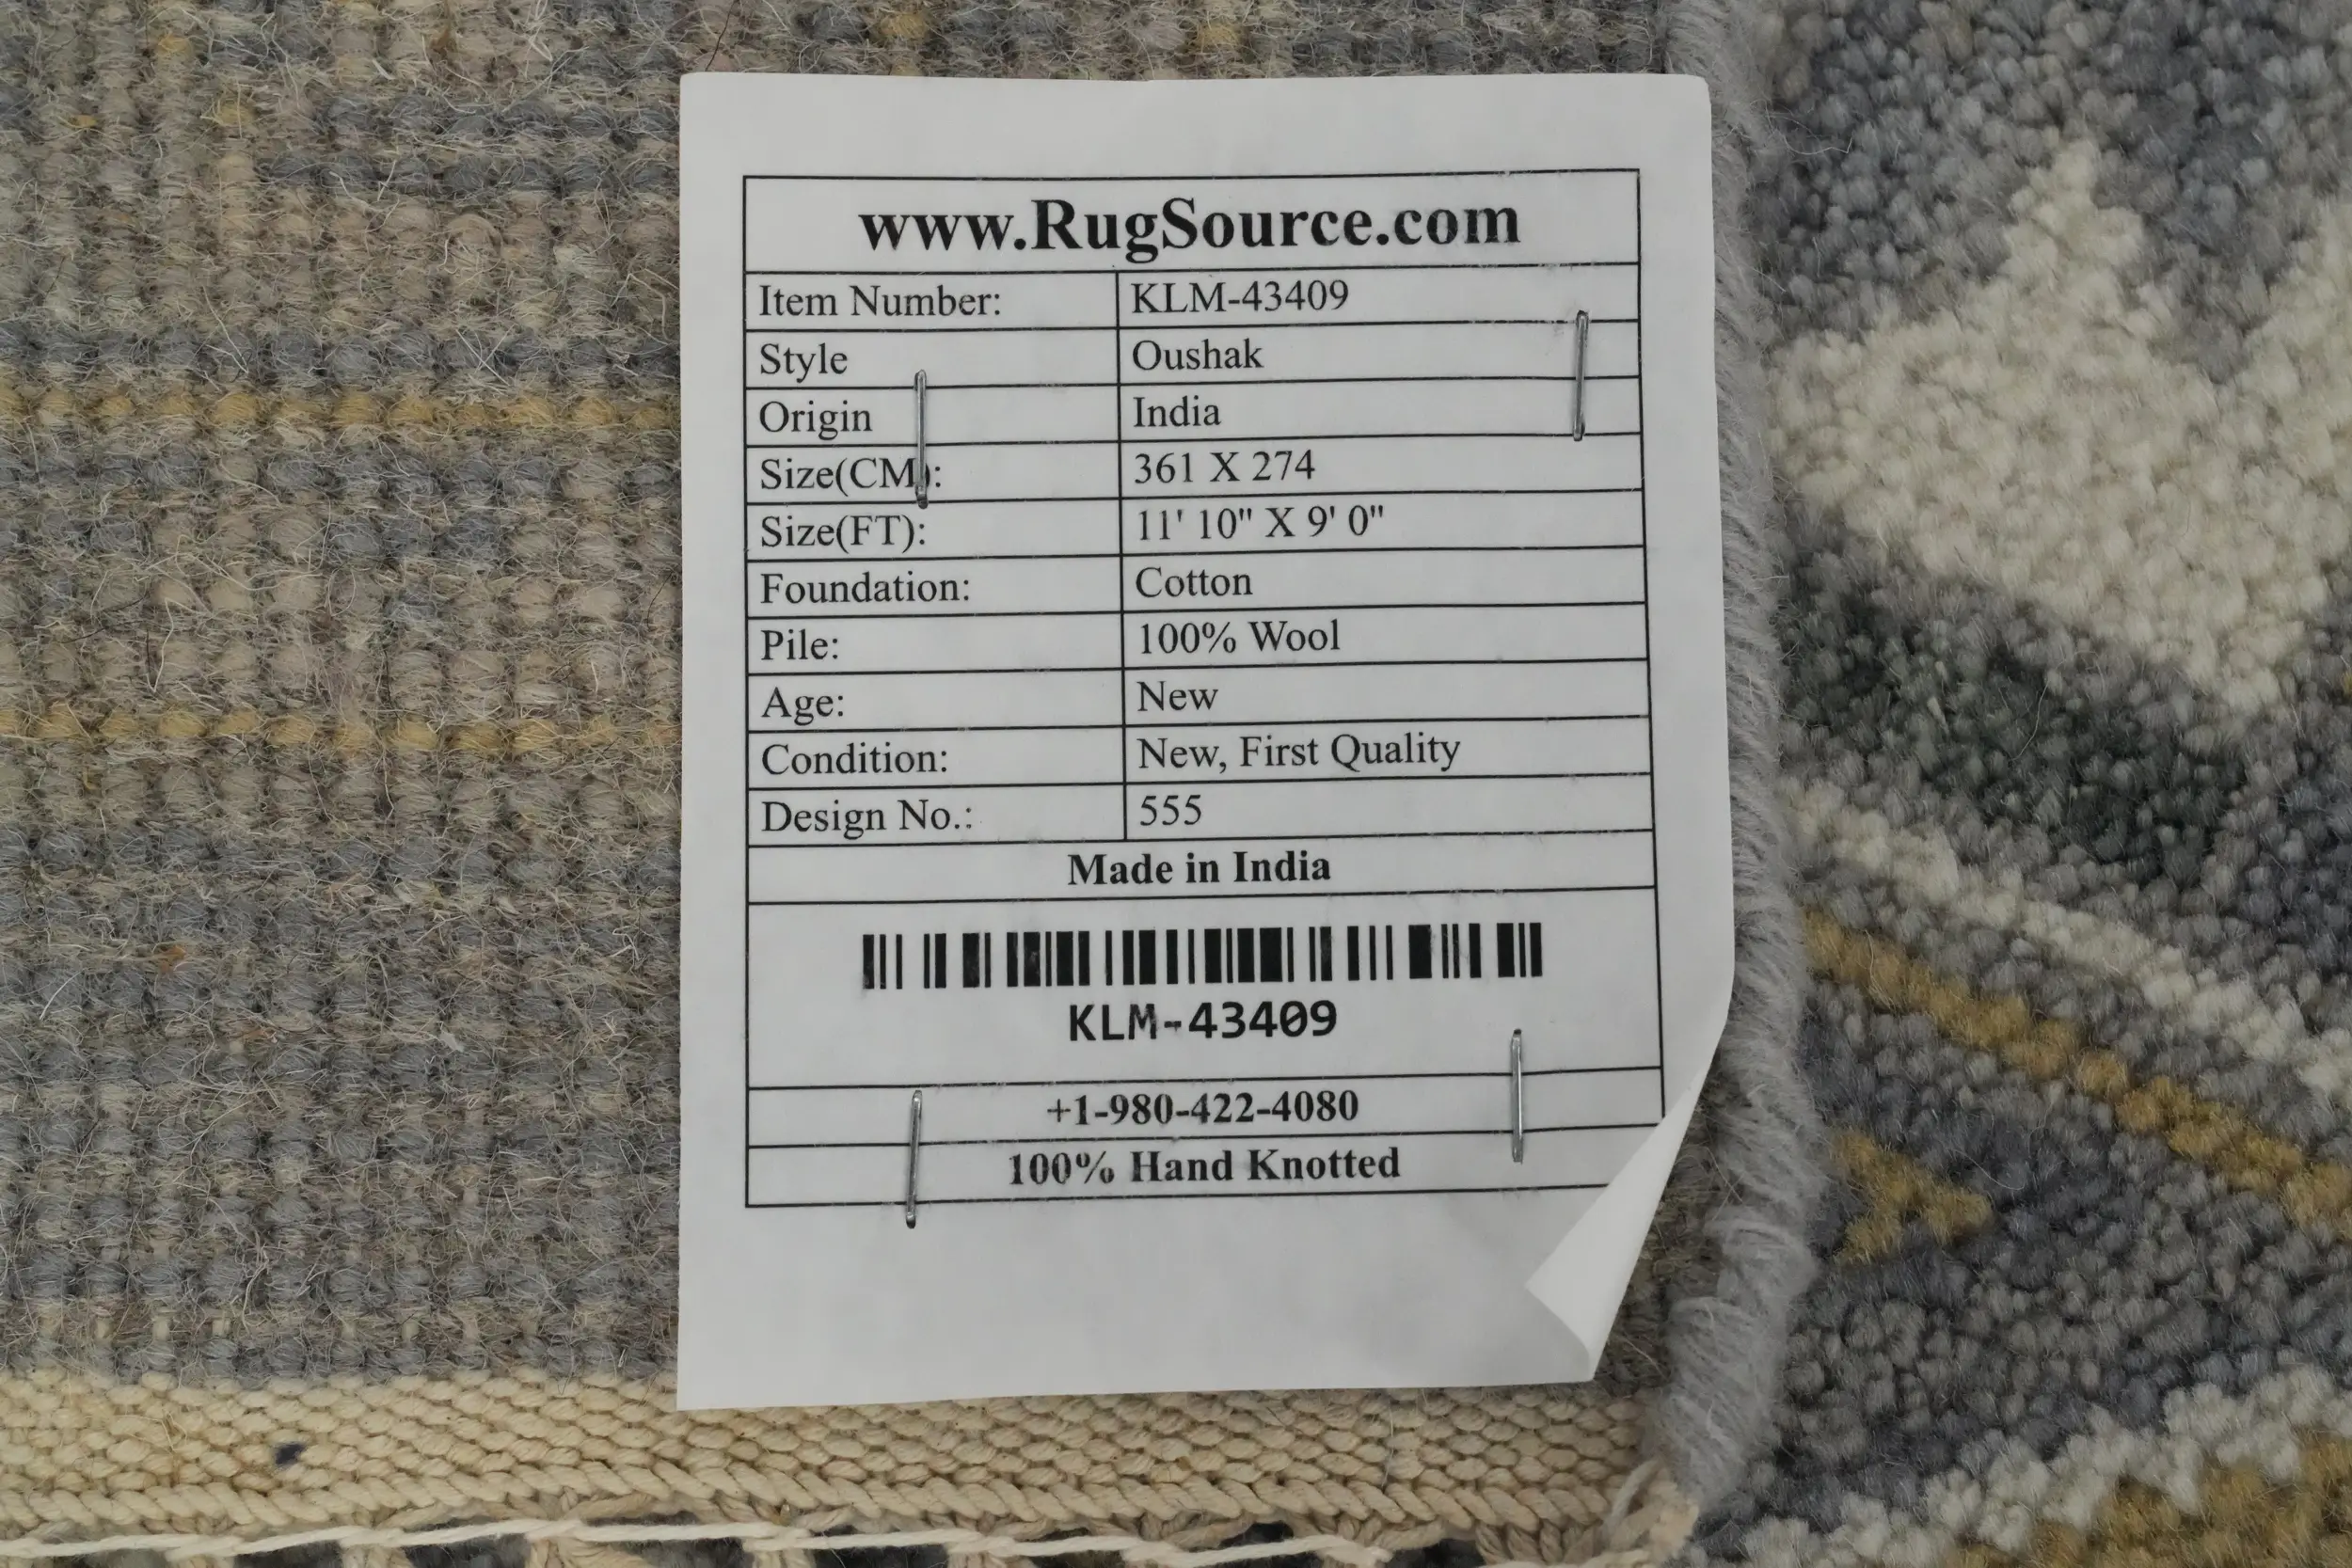 www.RugSource.com
Item Number: KLM-43409
Style Oushak
Origin India
Size(CM): 361 X 274
Size(FT): 11' 10" X 9' 0"
Foundation: Cotton
Pile: 100% Wool
Age: New
Condition: New, First Quality
Design No.: 555
Made in India
KLM-43409
+1-980-422-4080
100% Hand Knotted